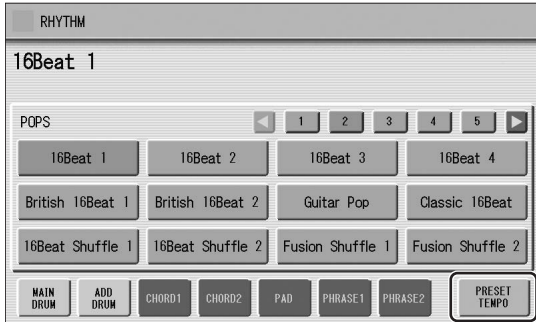 RHYTHM
16Beat 1
POPS 1 2 3 4 5
16Beat 1 16Beat 2 16Beat 3 16Beat 4
British 16Beat 1 British 16Beat 2 Guitar Pop Classic 16Beat
16Beat Shuffle 1 16Beat Shuffle 2 Fusion Shuffle 1 Fusion Shuffle 2
MAIN DRUM ADD DRUM CHORD1 CHORD2 PAD PHRASE1 PHRASE2 PRESET TEMPO